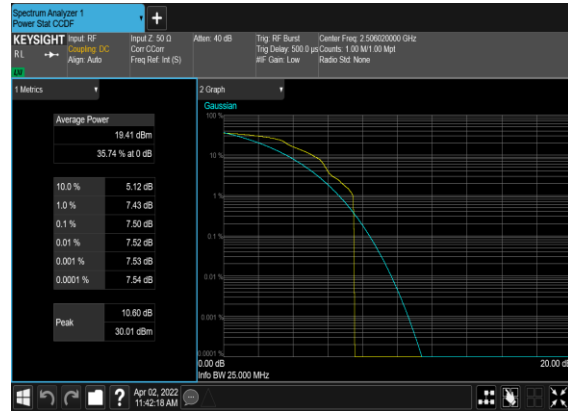 Spectrum Analyzer 1
Power Stat CCDF
KEYSIGHT
RL
LXI
Input: RF
Coupling: DC
Align: Auto
Input Z: 50 Ω
Corr CCorr
Freq Ref: Int (S)
Atten: 40 dB
Trig: RF Burst
Trig Delay: 500.0 µs
#IF Gain: Low
Center Freq: 2.506020000 GHz
Counts: 1.00 M/1.00 Mpt
Radio Std: None
1 Metrics
Average Power
19.41 dBm
35.74 % at 0 dB
10.0 % 5.12 dB
1.0 % 7.43 dB
0.1 % 7.50 dB
0.01 % 7.52 dB
0.001 % 7.53 dB
0.0001 % 7.54 dB
Peak
10.60 dB
30.01 dBm
2 Graph
Gaussian
100 %
10 %
1 %
0.1 %
0.01 %
0.001 %
0.0001 %
0.00 dB
20.00 dB
Info BW 25.000 MHz
?
Apr 02, 2022
11:42:18 AM